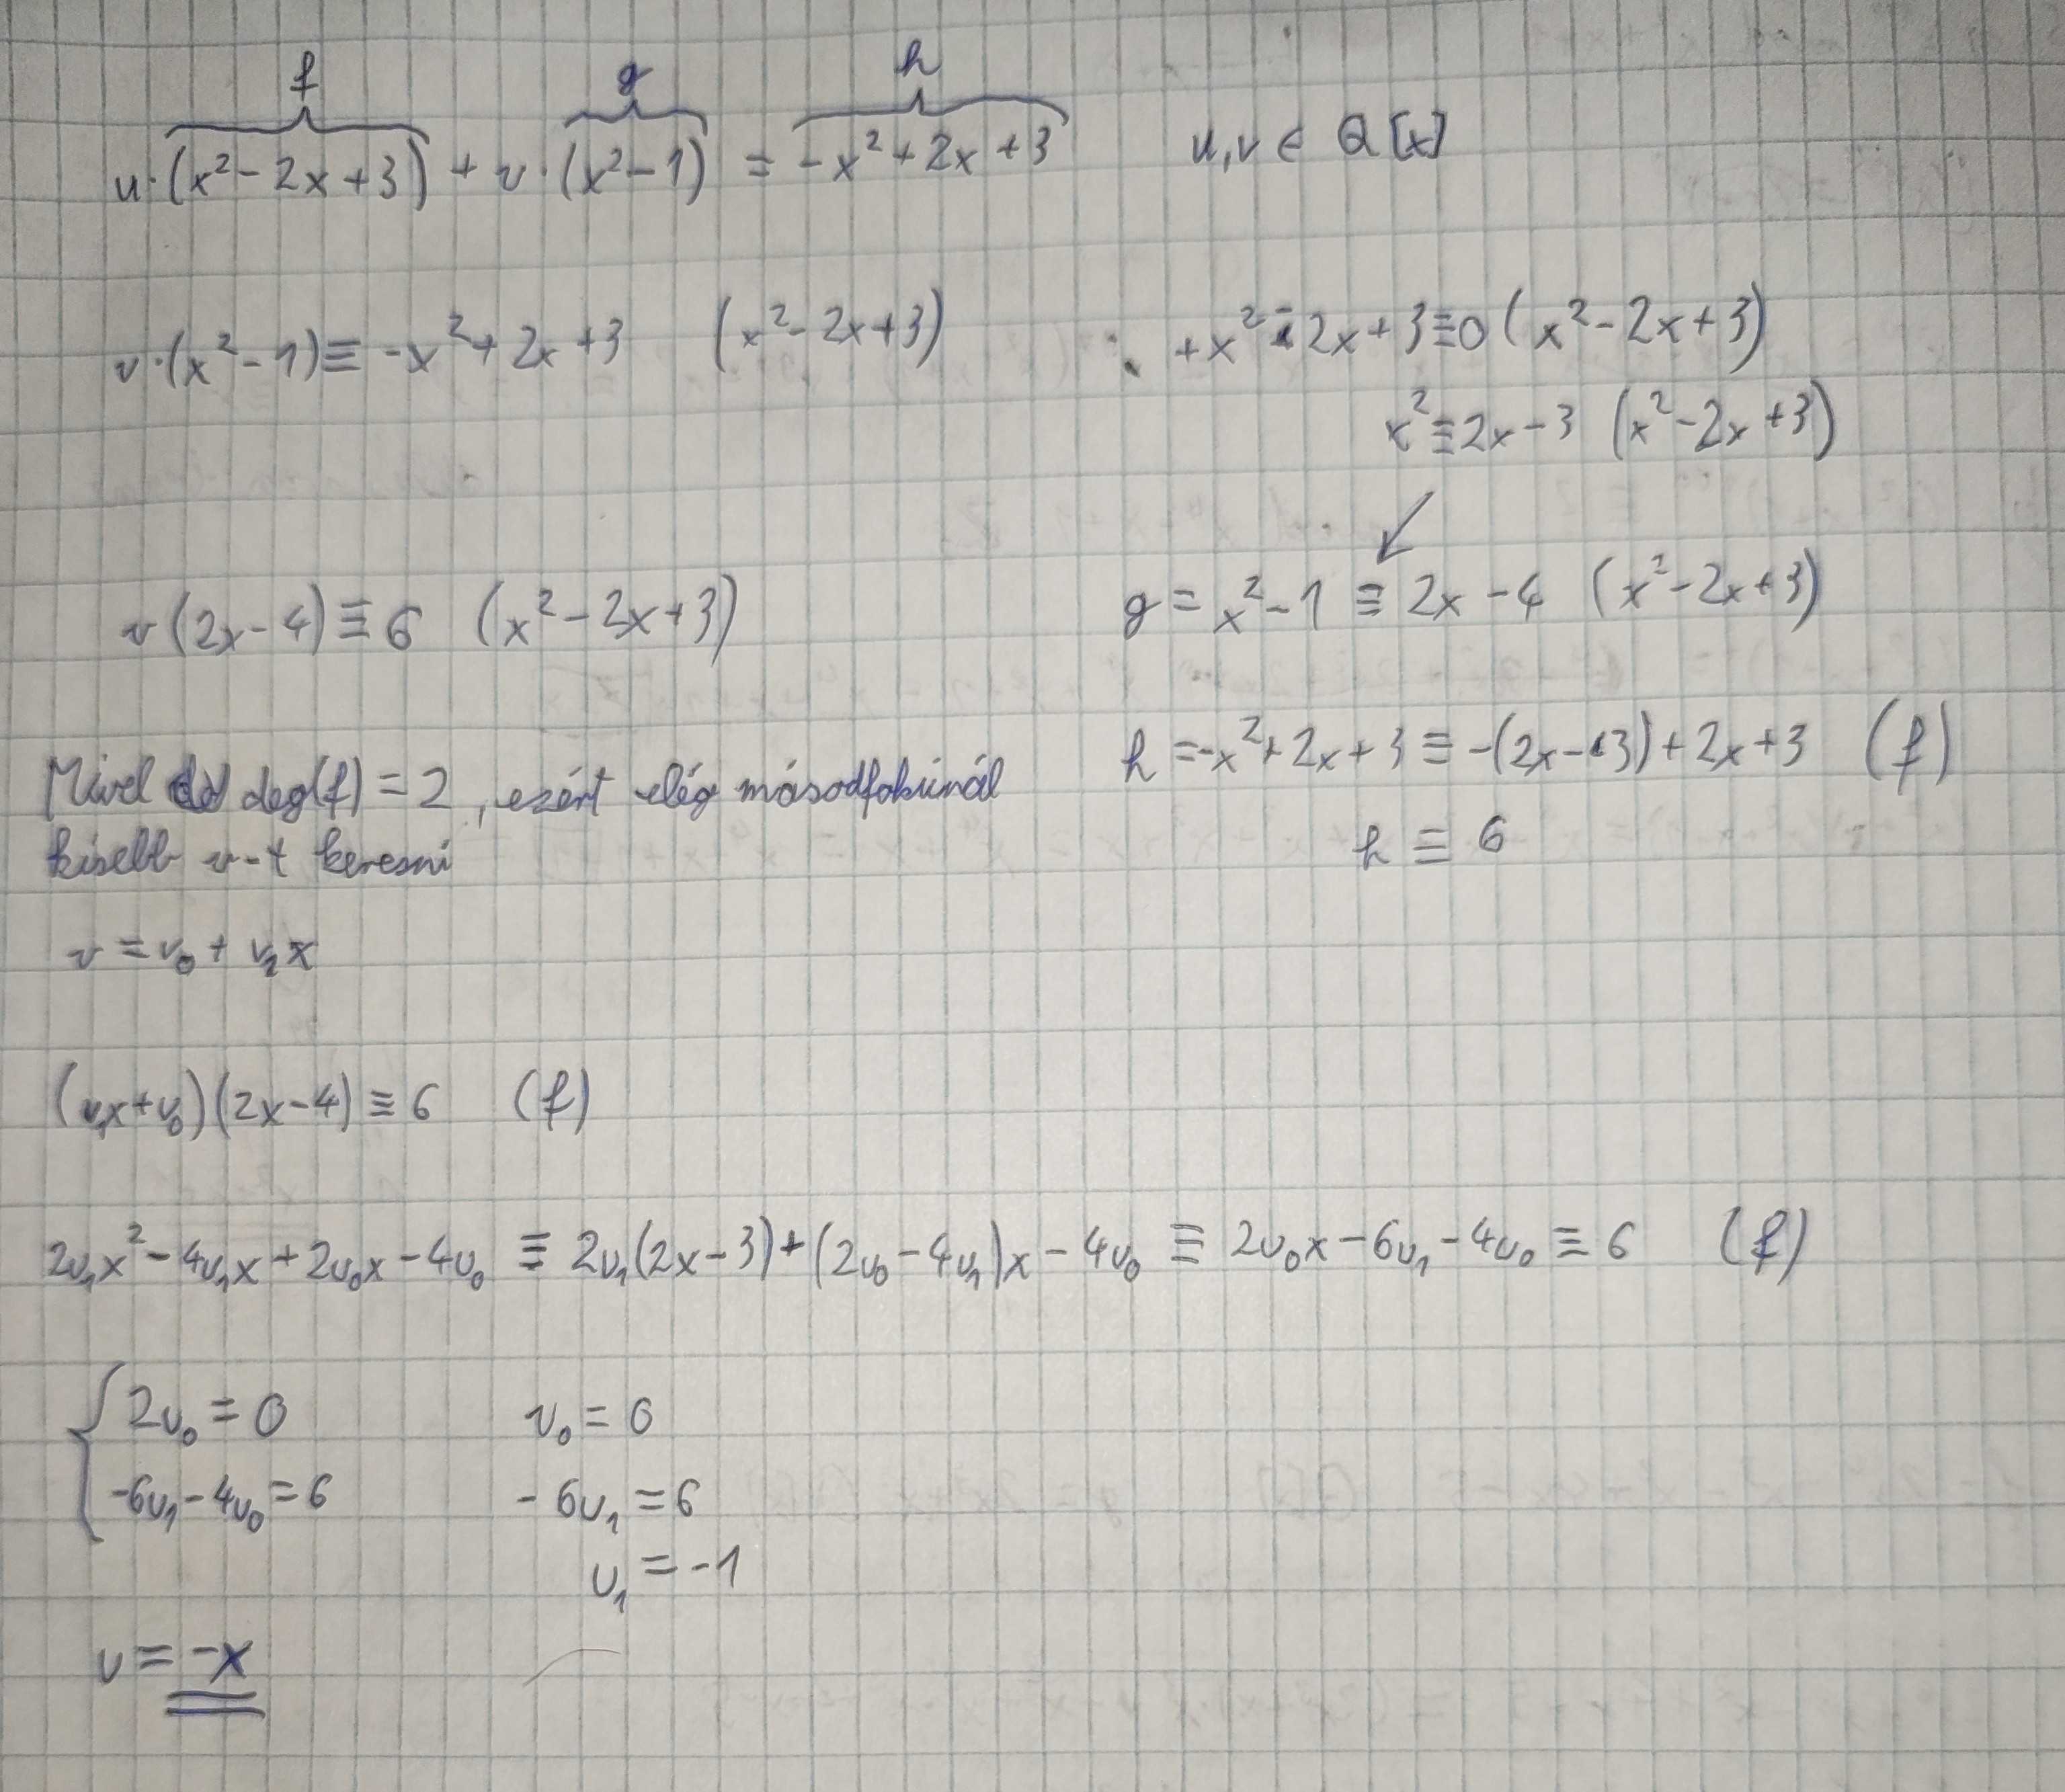 f g h
u·(x²-2x+3) + v·(x²-1) = -x²+2x+3 u,v ∈ Q[x]
v·(x²-1) ≡ -x²+2x+3 (x²-2x+3)
+x²-2x+3≡0 (x²-2x+3)
x²≡2x-3 (x²-2x+3)
g = x²-1 ≡ 2x-4 (x²-2x+3)
v(2x-4)≡6 (x²-2x+3)
h = -x²+2x+3 ≡ -(2x-3)+2x+3 (f)
h ≡ 6
Mivel deg(f)=2, ezért elég másodfokúnál
kisebb v-t keresni
v = v₀ + v₁x
(v₁x+v₀)(2x-4)≡6 (f)
2v₁x²-4v₁x+2v₀x-4v₀ ≡ 2v₁(2x-3)+(2v₀-4v₁)x-4v₀ ≡ 2v₀x-6v₁-4v₀≡6 (f)
{ 2v₀=0 v₀=0
-6v₁-4v₀=6 -6v₁=6
v₁=-1
v=-x